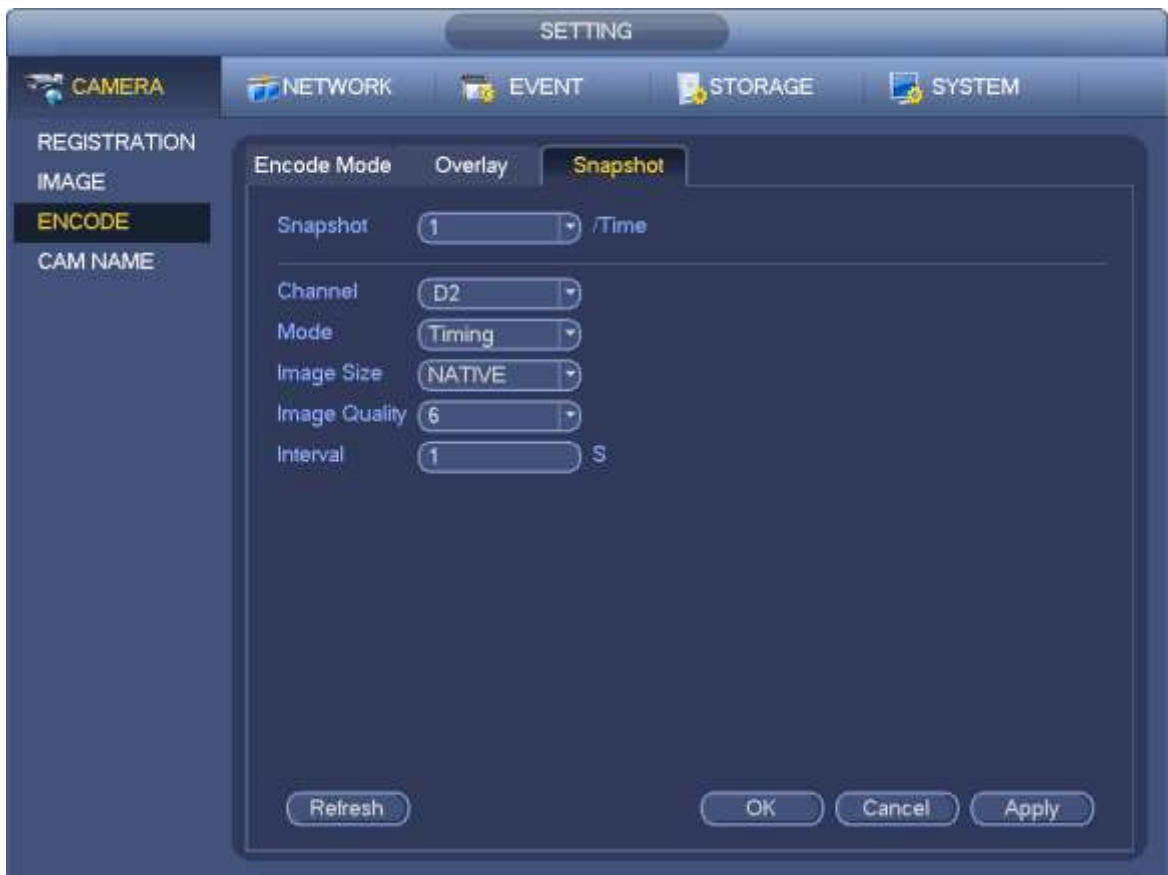 SETTING
CAMERA NETWORK EVENT STORAGE SYSTEM
REGISTRATION
IMAGE
ENCODE
CAM NAME
Encode Mode Overlay Snapshot
Snapshot 1 /Time
Channel D2
Mode Timing
Image Size NATIVE
Image Quality 6
Interval 1 S
Refresh OK Cancel Apply